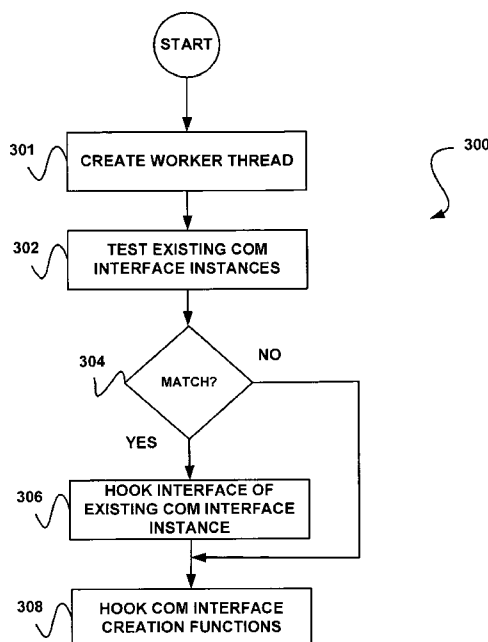 START
301
CREATE WORKER THREAD
300
302
TEST EXISTING COM
INTERFACE INSTANCES
304
MATCH?
NO
YES
306
HOOK INTERFACE OF
EXISTING COM INTERFACE
INSTANCE
308
HOOK COM INTERFACE
CREATION FUNCTIONS